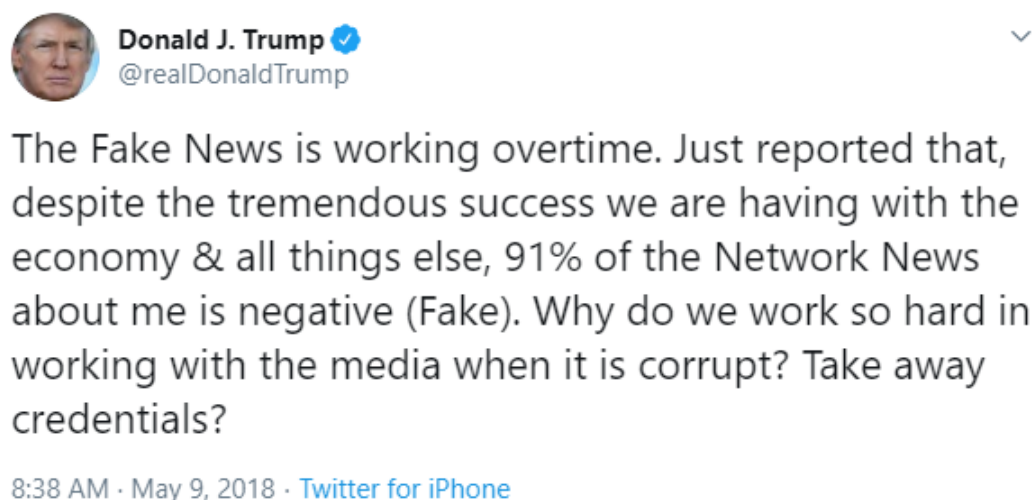 Donald J. Trump
@realDonaldTrump
The Fake News is working overtime. Just reported that,
despite the tremendous success we are having with the
economy & all things else, 91% of the Network News
about me is negative (Fake). Why do we work so hard in
working with the media when it is corrupt? Take away
credentials?
8:38 AM · May 9, 2018 · Twitter for iPhone